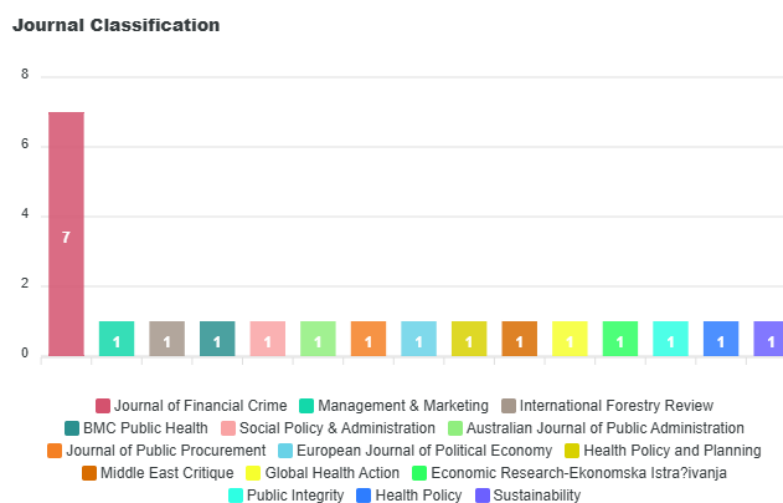 Journal Classification
8
6
4
2
0
7
1 1 1 1 1 1 1 1 1 1 1 1 1 1
Journal of Financial Crime Management & Marketing International Forestry Review
BMC Public Health Social Policy & Administration Australian Journal of Public Administration
Journal of Public Procurement European Journal of Political Economy Health Policy and Planning
Middle East Critique Global Health Action Economic Research-Ekonomska Istra?ivanja
Public Integrity Health Policy Sustainability